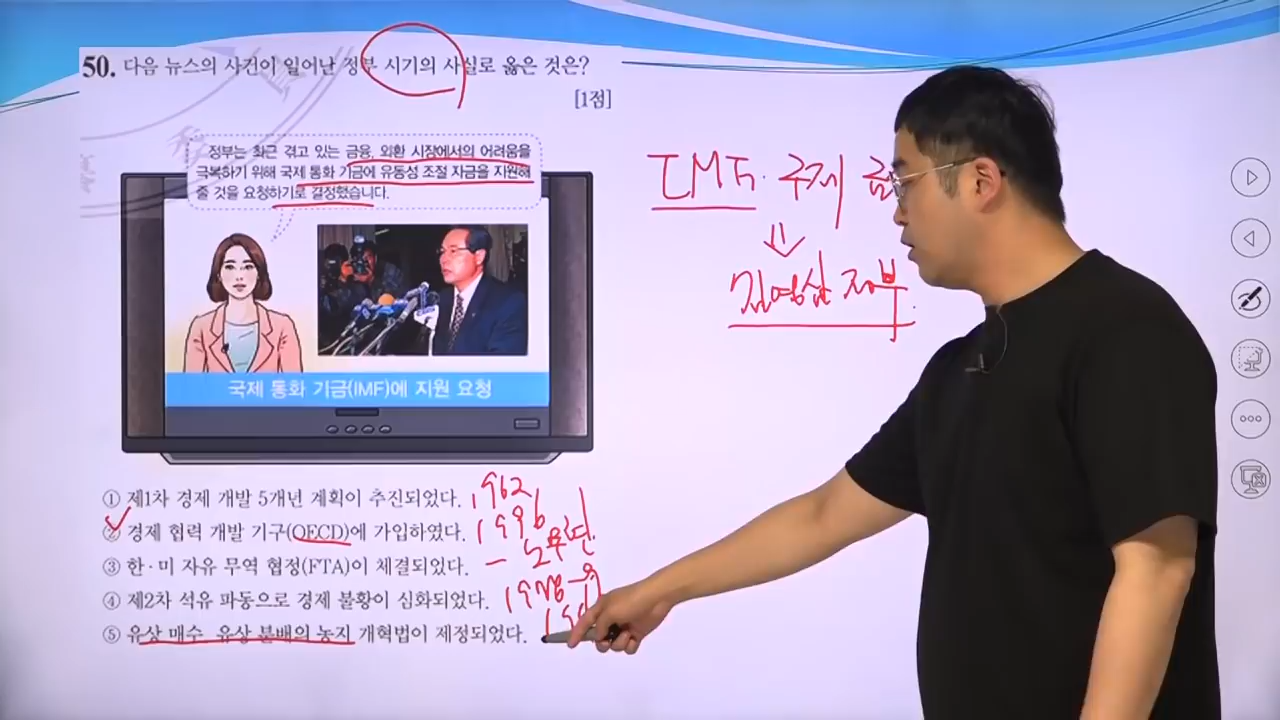 50. 다음 뉴스의 사건이 일어난 정부 시기의 사실로 옳은 것은?
[1점]
정부는 최근 겪고 있는 금융, 외환 시장에서의 어려움을
극복하기 위해 국제 통화 기금에 유동성 조절 자금을 지원해
줄 것을 요청하기로 결정했습니다.
국제 통화 기금(IMF)에 지원 요청
① 제1차 경제 개발 5개년 계획이 추진되었다. 1962
② 경제 협력 개발 기구(OECD)에 가입하였다. 1996
③ 한·미 자유 무역 협정(FTA)이 체결되었다. - 노무현
④ 제2차 석유 파동으로 경제 불황이 심화되었다.
⑤ 유상 매수 유상 분배의 농지 개혁법이 제정되었다.
IMF. 구제
김영삼 정부.